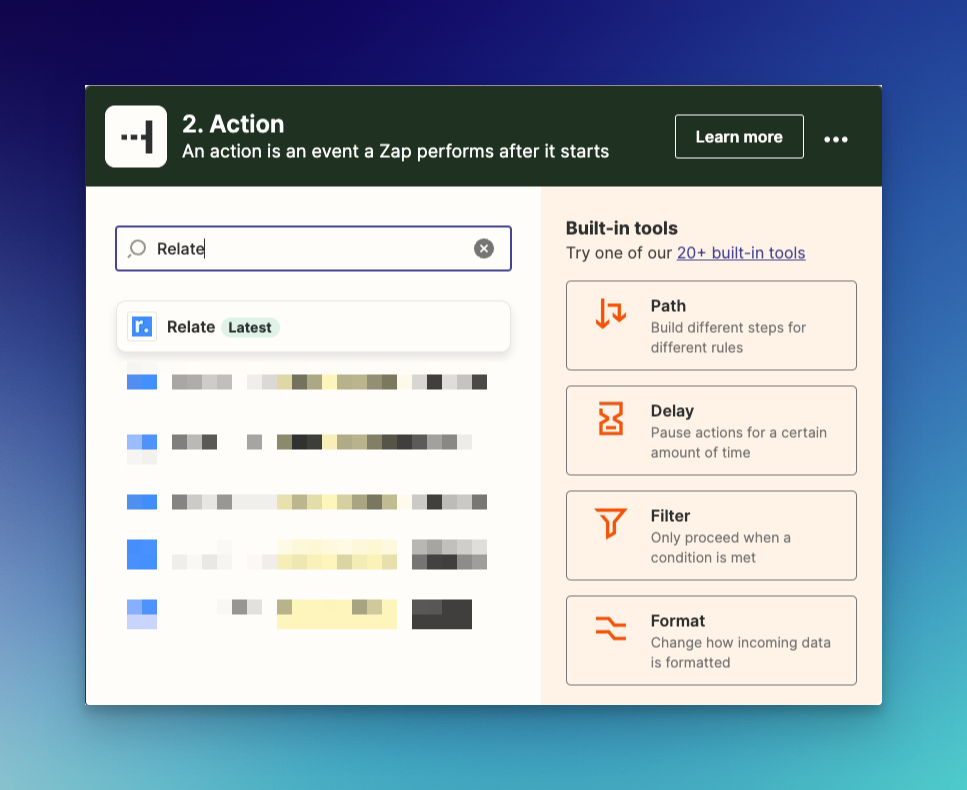 2. Action
An action is an event a Zap performs after it starts
Learn more
Relate
r.
Relate Latest
Built-in tools
Try one of our 20+ built-in tools
Path
Build different steps for
different rules
Delay
Pause actions for a certain
amount of time
Filter
Only proceed when a
condition is met
Format
Change how incoming data
is formatted